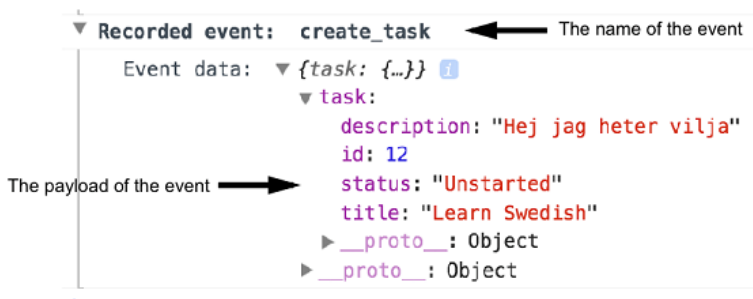 ▼ Recorded event: create_task The name of the event
Event data: ▼ {task: {…}} i
▼ task:
description: "Hej jag heter vilja"
id: 12
The payload of the event status: "Unstarted"
title: "Learn Swedish"
▶ __proto__: Object
▶ __proto__: Object